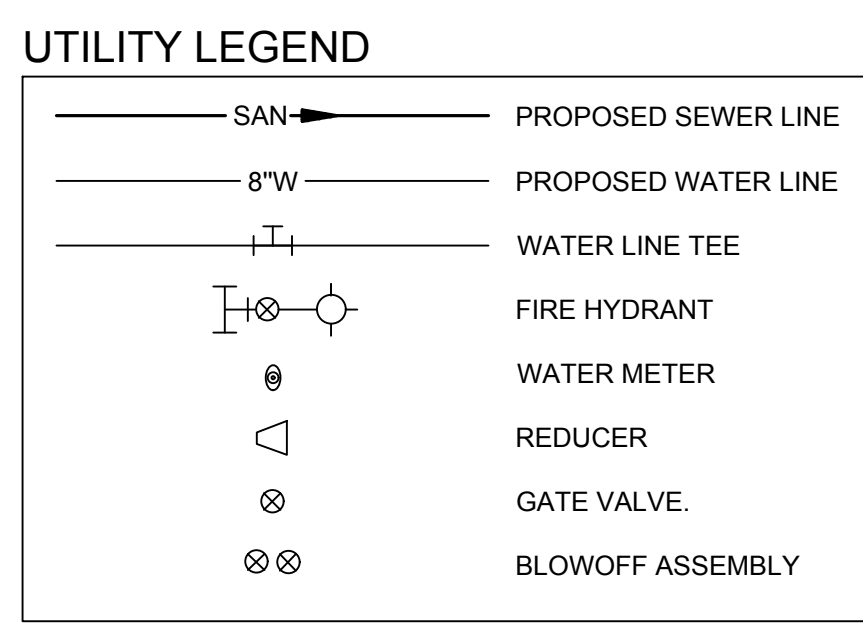 UTILITY LEGEND
SAN PROPOSED SEWER LINE
8"W PROPOSED WATER LINE
WATER LINE TEE
FIRE HYDRANT
WATER METER
REDUCER
GATE VALVE.
BLOWOFF ASSEMBLY